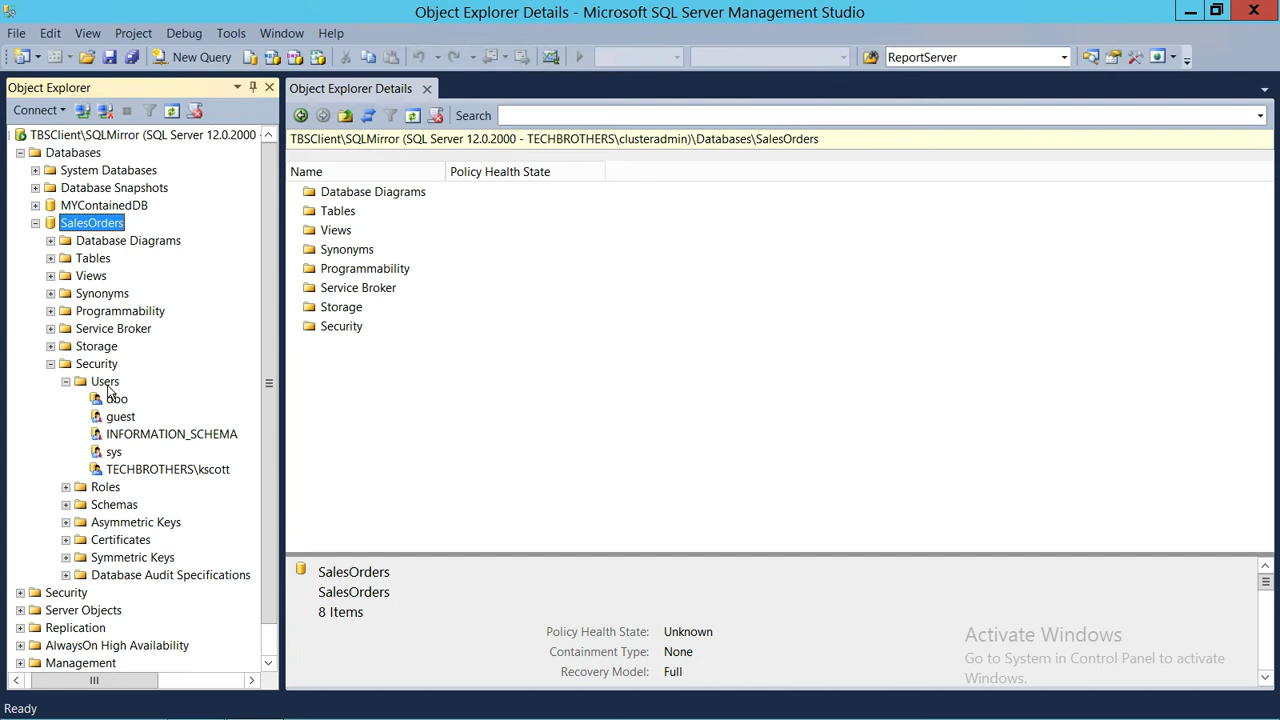 Object Explorer Details - Microsoft SQL Server Management Studio
File Edit View Project Debug Tools Window Help
New Query ReportServer
Object Explorer
Object Explorer Details
Connect
Search
TBSClient\SQLMirror (SQL Server 12.0.2000 -
TBSClient\SQLMirror (SQL Server 12.0.2000 - TECHBROTHERS\clusteradmin)\Databases\SalesOrders
Databases
System Databases
Database Snapshots
MYContainedDB
SalesOrders
Database Diagrams
Tables
Views
Synonyms
Programmability
Service Broker
Storage
Security
Users
dbo
guest
INFORMATION_SCHEMA
sys
TECHBROTHERS\kscott
Roles
Schemas
Asymmetric Keys
Certificates
Symmetric Keys
Database Audit Specifications
Security
Server Objects
Replication
AlwaysOn High Availability
Management
Name Policy Health State
Database Diagrams
Tables
Views
Synonyms
Programmability
Service Broker
Storage
Security
SalesOrders
SalesOrders
8 Items
Policy Health State: Unknown
Containment Type: None
Recovery Model: Full
Activate Windows
Go to System in Control Panel to activate
Windows.
Ready